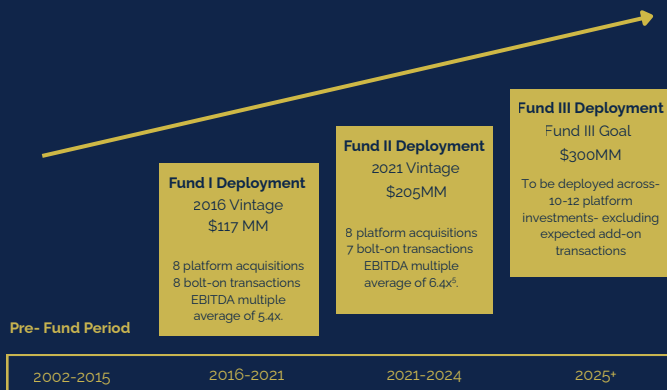 Fund I Deployment
2016 Vintage
$117 MM
8 platform acquisitions
8 bolt-on transactions
EBITDA multiple
average of 5.4x.
Fund II Deployment
2021 Vintage
$205MM
8 platform acquisitions
7 bolt-on transactions
EBITDA multiple
average of 6.4x⁵.
Fund III Deployment
Fund III Goal
$300MM
To be deployed across-
10-12 platform
investments- excluding
expected add-on
transactions
Pre- Fund Period
2002-2015
2016-2021
2021-2024
2025+